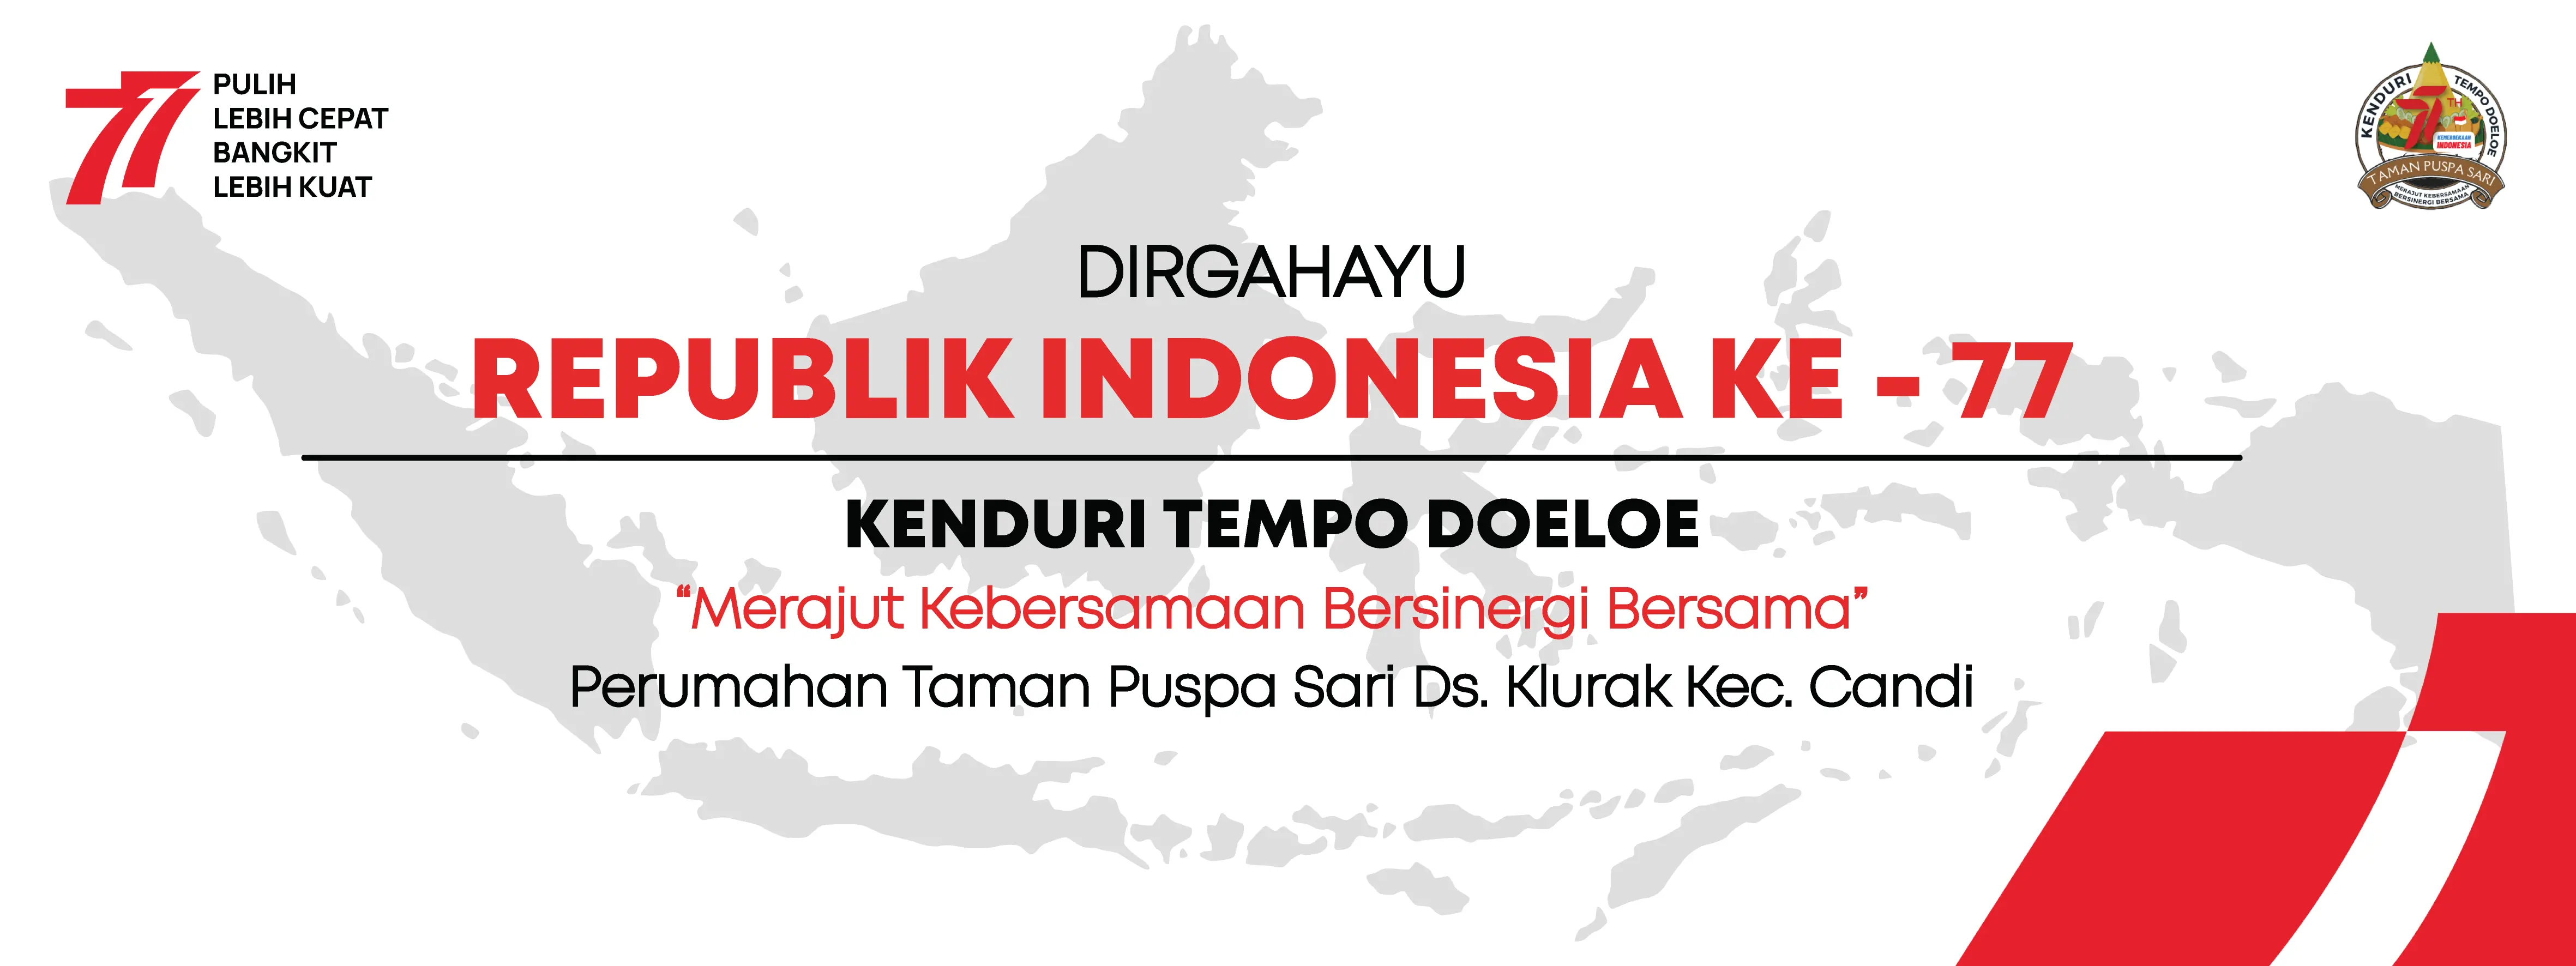 77
PULIH
LEBIH CEPAT
BANGKIT
LEBIH KUAT
KENDURI TEMPO DOELOE
77 TH
KEMERDEKAAN
INDONESIA
TAMAN PUSPA SARI
MERAJUT KEBERSAMAAN
BERSINERGI BERSAMA
DIRGAHAYU
REPUBLIK INDONESIA KE - 77
KENDURI TEMPO DOELOE
“Merajut Kebersamaan Bersinergi Bersama”
Perumahan Taman Puspa Sari Ds. Klurak Kec. Candi